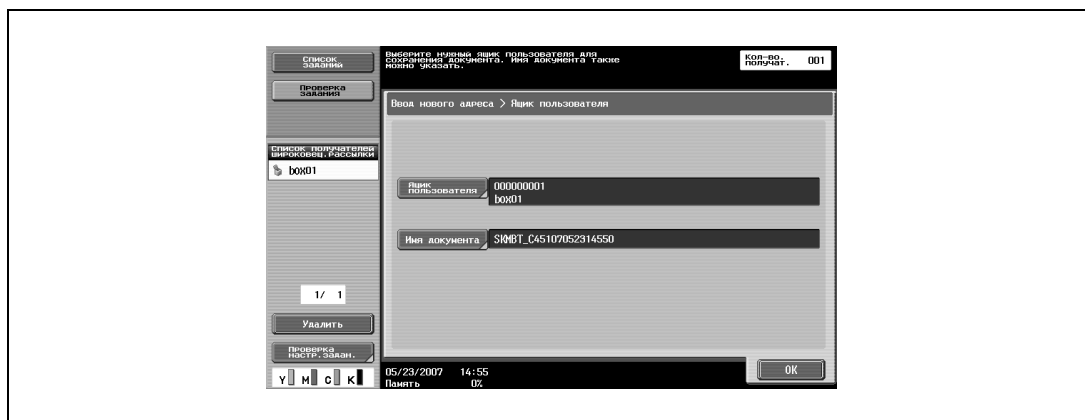 Список
заданий
Выберите нужный ящик пользователя для
сохранения документа. Имя документа также
можно указать.
Кол-во.
получат. 001
Проверка
задания
Ввод нового адреса > Ящик пользователя
Список получателей
широковещ.рассылки
box01
Ящик
пользователя
000000001
box01
Имя документа
SKMBT_C45107052314550
1/ 1
Удалить
Проверка
настр.задан.
05/23/2007 14:55
Память 0%
OK
Y M C K